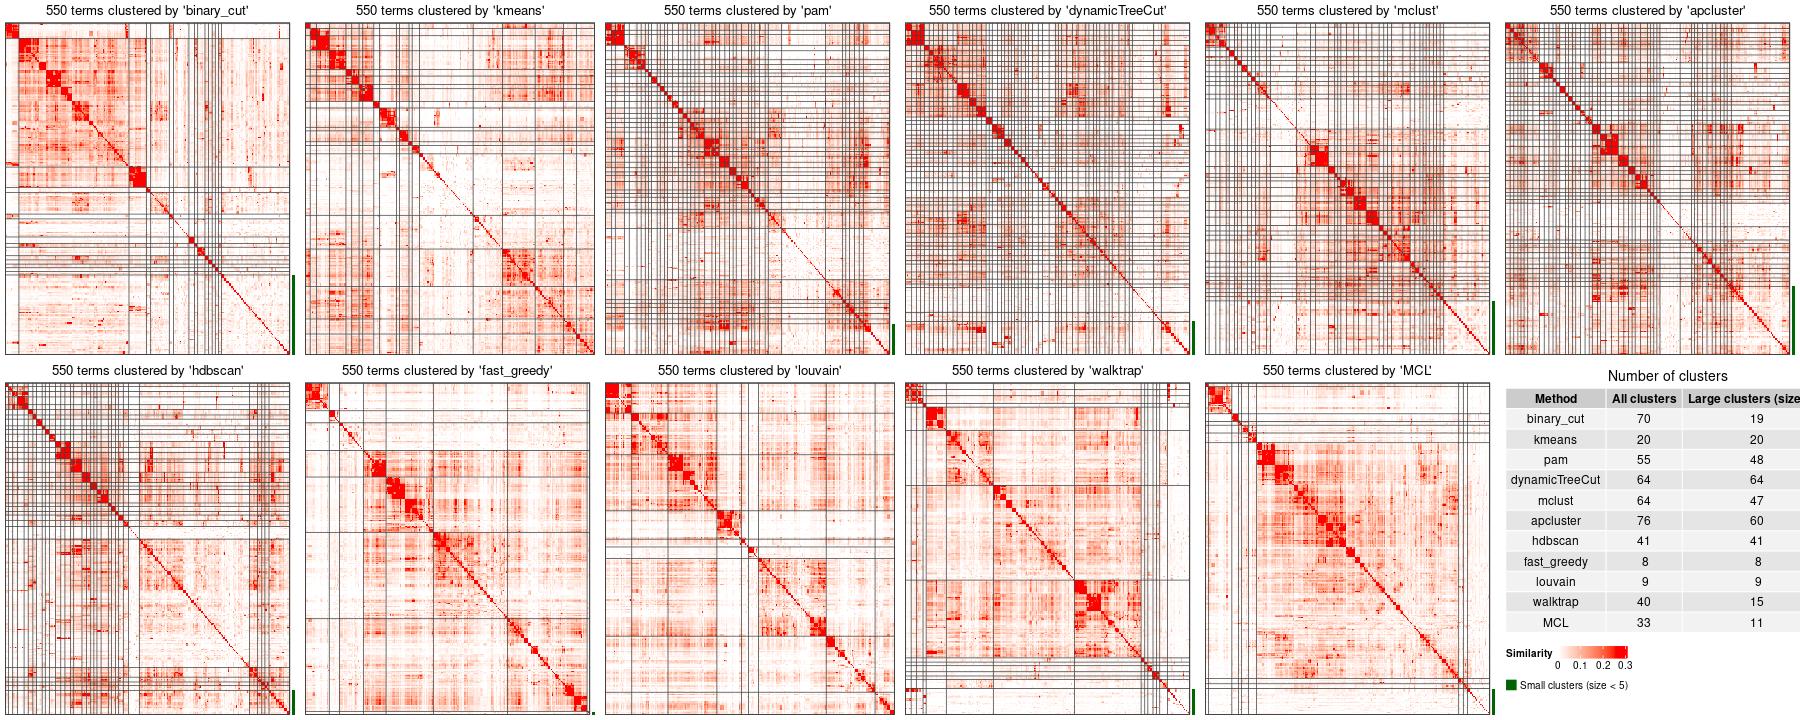 550 terms clustered by 'binary_cut'
550 terms clustered by 'kmeans'
550 terms clustered by 'pam'
550 terms clustered by 'dynamicTreeCut'
550 terms clustered by 'mclust'
550 terms clustered by 'apcluster'
550 terms clustered by 'hdbscan'
550 terms clustered by 'fast_greedy'
550 terms clustered by 'louvain'
550 terms clustered by 'walktrap'
550 terms clustered by 'MCL'
Number of clusters
Method All clusters Large clusters (size
binary_cut 70 19
kmeans 20 20
pam 55 48
dynamicTreeCut 64 64
mclust 64 47
apcluster 76 60
hdbscan 41 41
fast_greedy 8 8
louvain 9 9
walktrap 40 15
MCL 33 11
Similarity
0 0.1 0.2 0.3
Small clusters (size < 5)